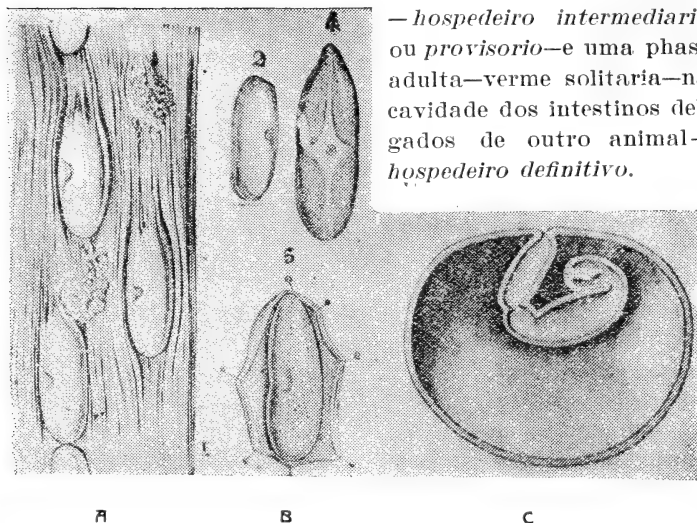 —hospedeiro intermediari
ou provisorio—e uma phas
adulta—verme solitaria—n
cavidade dos intestinos del
gados de outro animal-
hospedeiro definitivo.
2 4
5
A B C